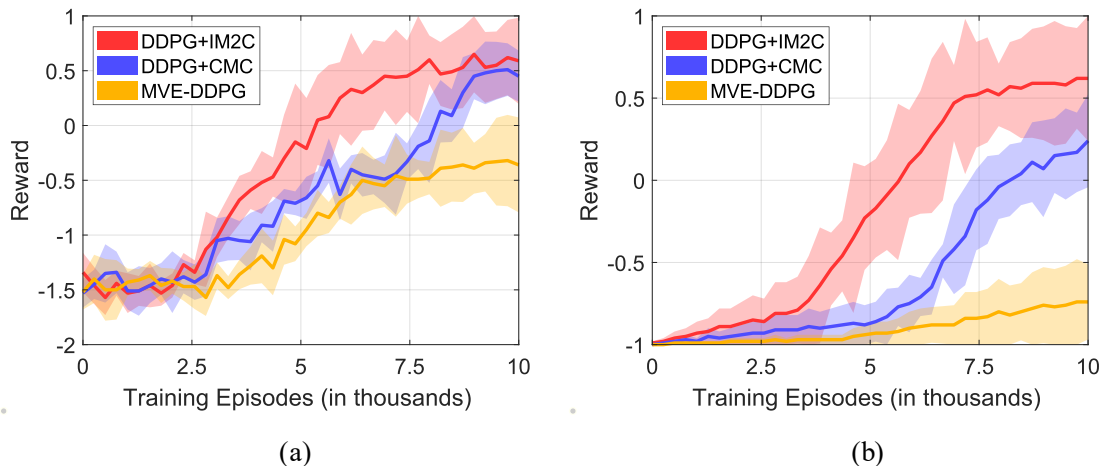 1
0.5
0
-0.5
-1
-1.5
-2
Reward
DDPG+IM2C
DDPG+CMC
MVE-DDPG
0 2.5 5 7.5 10
Training Episodes (in thousands)
(a)
1
0.5
0
-0.5
-1
Reward
DDPG+IM2C
DDPG+CMC
MVE-DDPG
0 2.5 5 7.5 10
Training Episodes (in thousands)
(b)